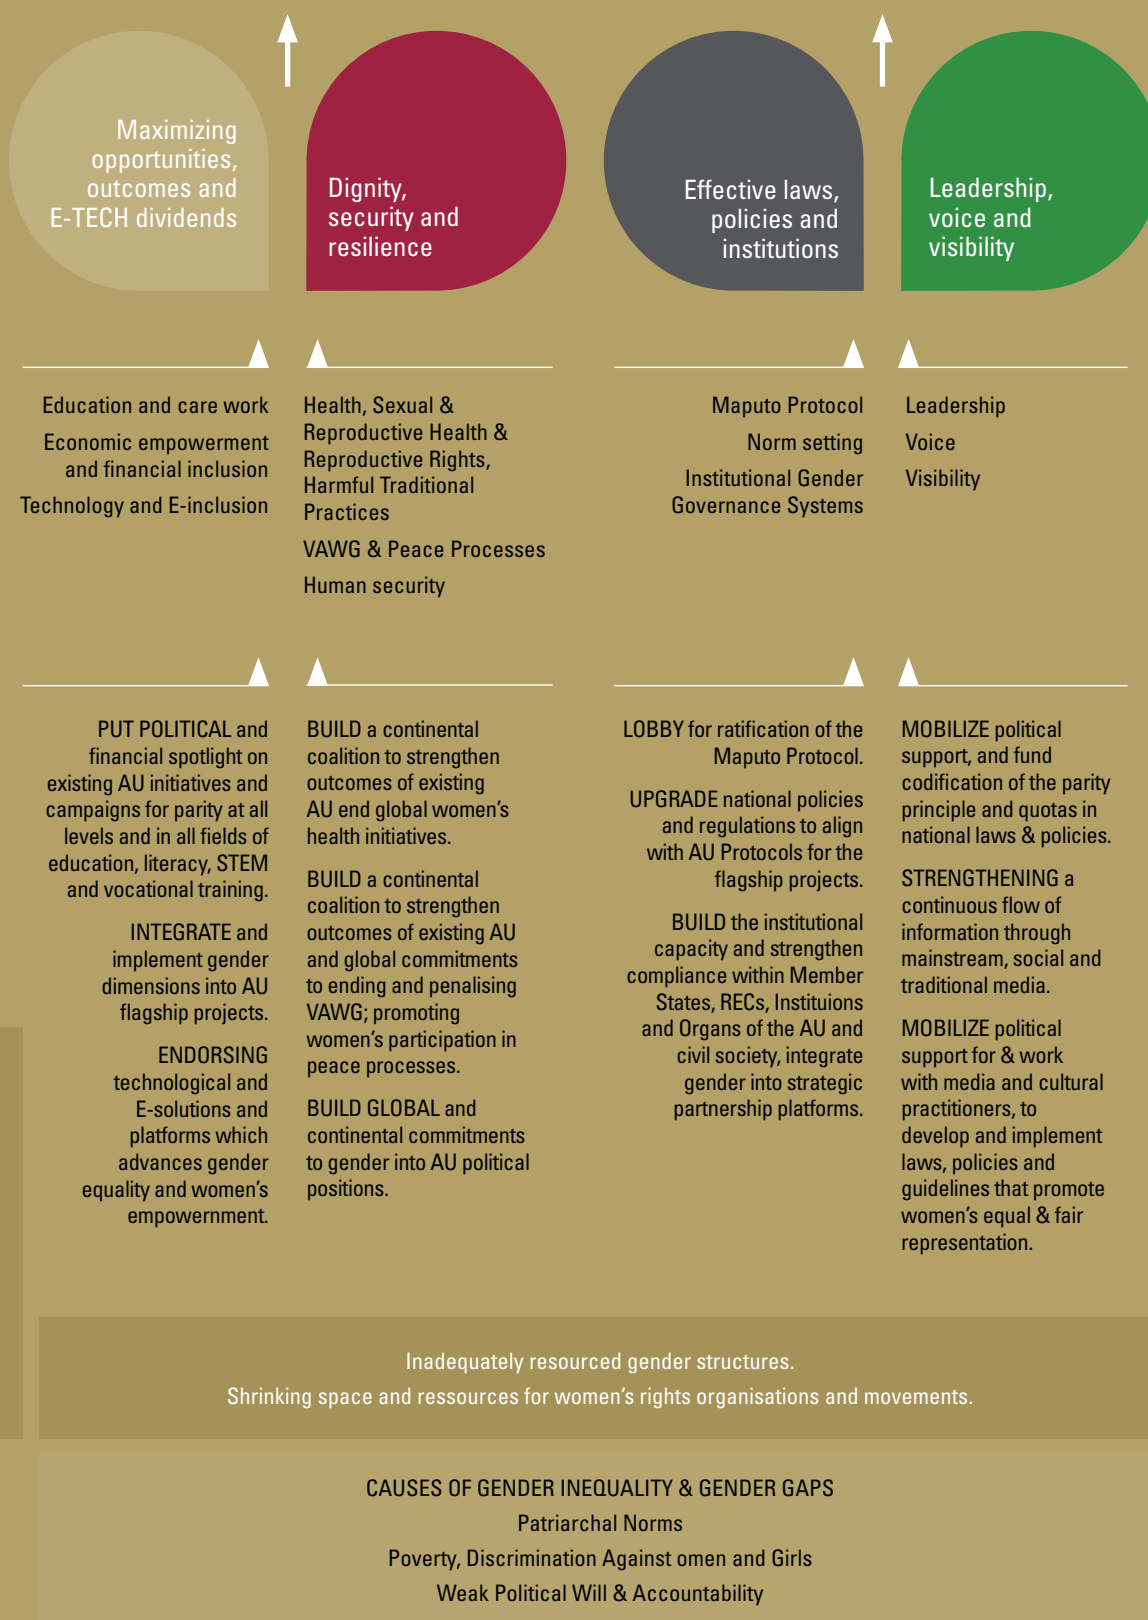 Maximizing
opportunities,
outcomes and
E-TECH dividends
Dignity,
security and
resilience
Effective laws,
policies and
institutions
Leadership,
voice and
visibility
Education and care work
Economic empowerment
and financial inclusion
Technology and E-inclusion
Health, Sexual &
Reproductive Health &
Reproductive Rights,
Harmful Traditional
Practices
VAWG & Peace Processes
Human security
Maputo Protocol
Norm setting
Institutional Gender
Governance Systems
Leadership
Voice
Visibility
PUT POLITICAL and
financial spotlight on
existing AU initiatives and
campaigns for parity at all
levels and in all fields of
education, literacy, STEM
and vocational training.
INTEGRATE and
implement gender
dimensions into AU
flagship projects.
ENDORSING
technological and
E-solutions and
platforms which
advances gender
equality and women's
empowernment.
BUILD a continental
coalition to strengthen
outcomes of existing
AU end global women's
health initiatives.
BUILD a continental
coalition to strengthen
outcomes of existing AU
and global commitments
to ending and penalising
VAWG; promoting
women's participation in
peace processes.
BUILD GLOBAL and
continental commitments
to gender into AU political
positions.
LOBBY for ratification of the
Maputo Protocol.
UPGRADE national policies
and regulations to align
with AU Protocols for the
flagship projects.
BUILD the institutional
capacity and strengthen
compliance within Member
States, RECs, Instituions
and Organs of the AU and
civil society, integrate
gender into strategic
partnership platforms.
MOBILIZE political
support, and fund
codification of the parity
principle and quotas in
national laws & policies.
STRENGTHENING a
continuous flow of
information through
mainstream, social and
traditional media.
MOBILIZE political
support for & work
with media and cultural
practitioners, to
develop and implement
laws, policies and
guidelines that promote
women's equal & fair
representation.
Inadequately resourced gender structures.
Shrinking space and ressources for women's rights organisations and movements.
CAUSES OF GENDER INEQUALITY & GENDER GAPS
Patriarchal Norms
Poverty, Discrimination Against omen and Girls
Weak Political Will & Accountability